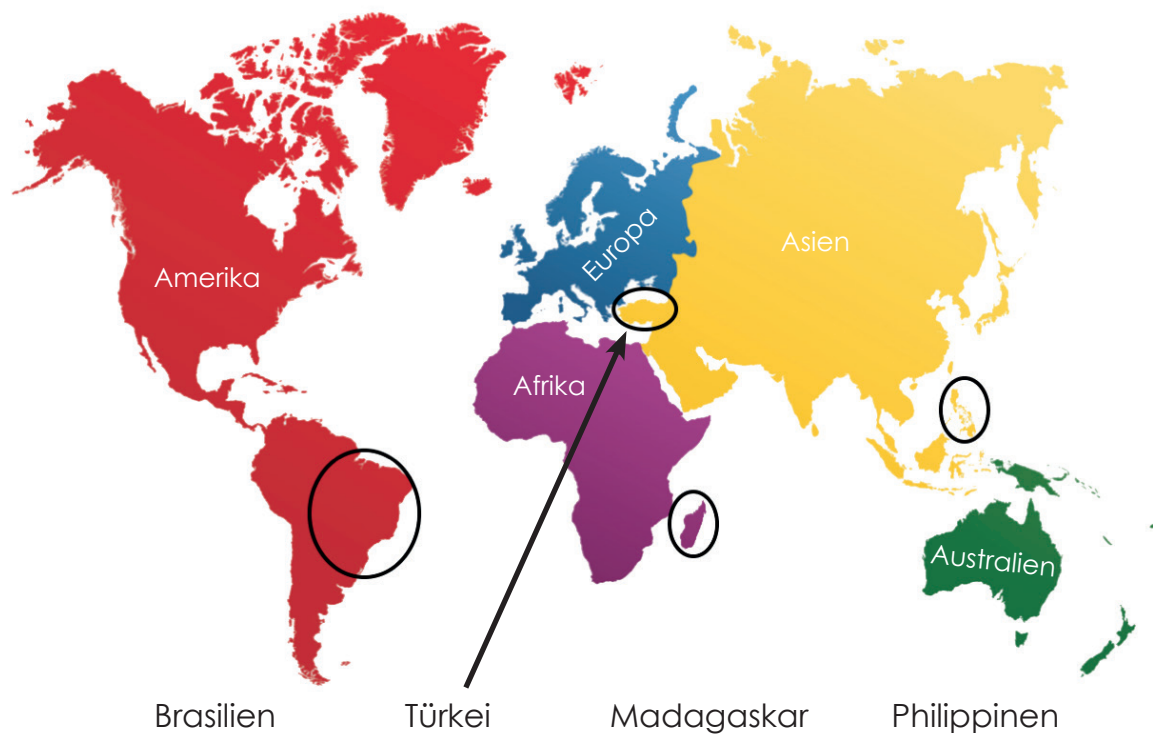 Amerika
Europa
Asien
Afrika
Australien
Brasilien Türkei Madagaskar Philippinen